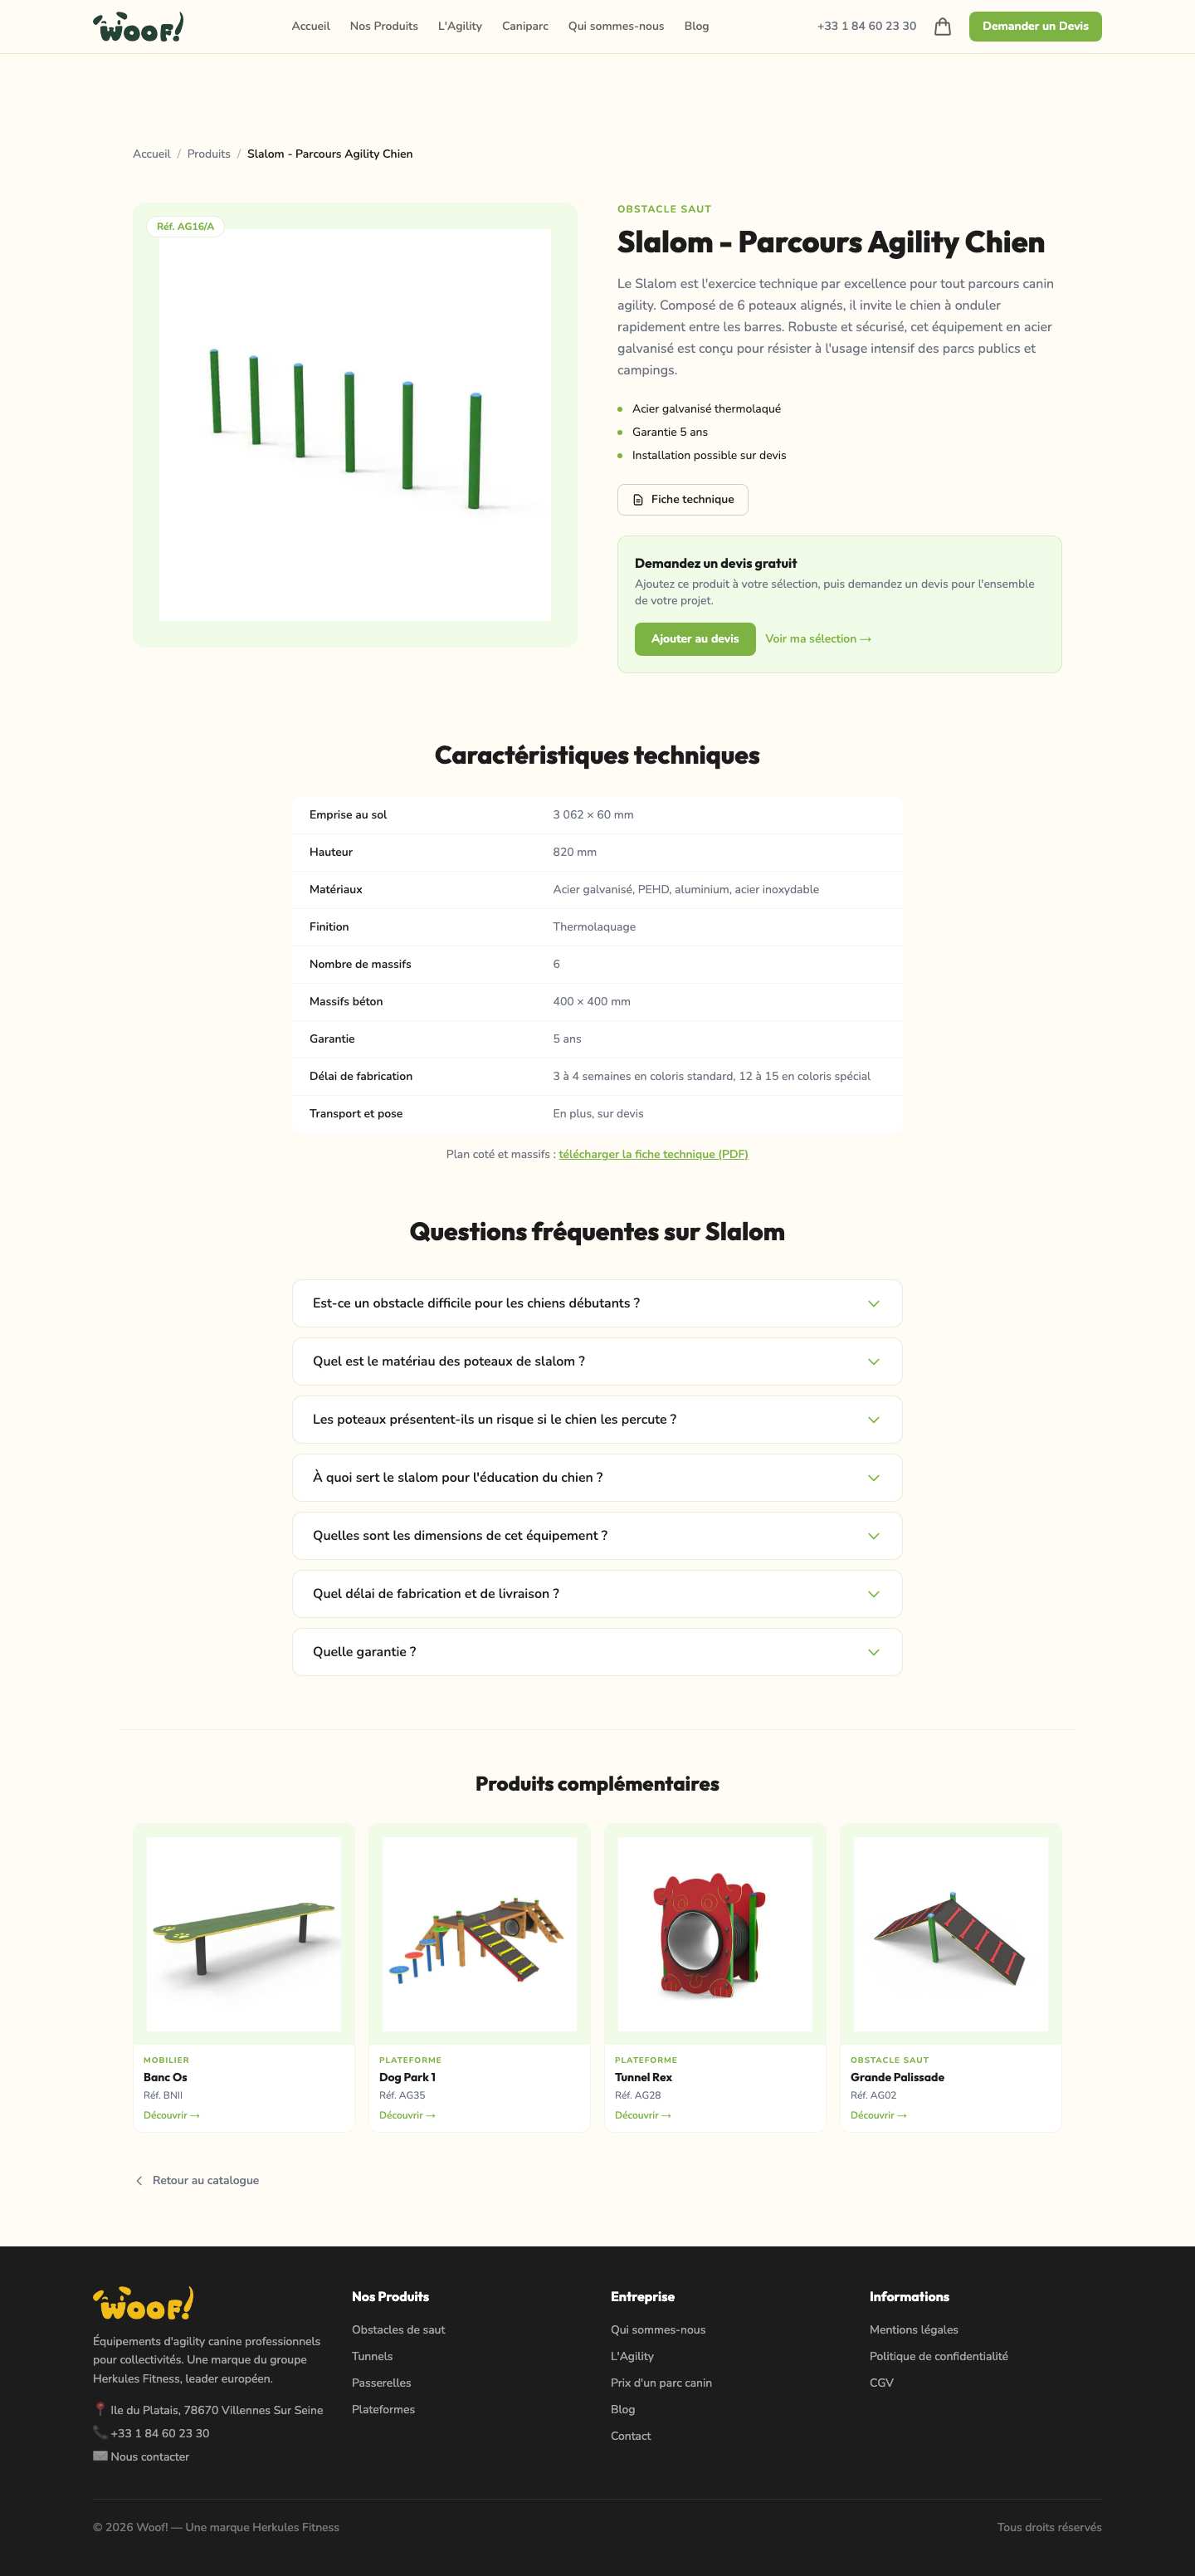 Woof!
Accueil
Nos Produits
L'Agility
Caniparc
Qui sommes-nous
Blog
+33 1 84 60 23 30
Demander un Devis
Accueil / Produits / Slalom - Parcours Agility Chien
Réf. AG16/A
OBSTACLE SAUT
Slalom - Parcours Agility Chien
Le Slalom est l'exercice technique par excellence pour tout parcours canin
agility. Composé de 6 poteaux alignés, il invite le chien à onduler
rapidement entre les barres. Robuste et sécurisé, cet équipement en acier
galvanisé est conçu pour résister à l'usage intensif des parcs publics et
campings.
Acier galvanisé thermolaqué
Garantie 5 ans
Installation possible sur devis
Fiche technique
Demandez un devis gratuit
Ajoutez ce produit à votre sélection, puis demandez un devis pour l'ensemble
de votre projet.
Ajouter au devis
Voir ma sélection →
Caractéristiques techniques
Emprise au sol 3 062 × 60 mm
Hauteur 820 mm
Matériaux Acier galvanisé, PEHD, aluminium, acier inoxydable
Finition Thermolaquage
Nombre de massifs 6
Massifs béton 400 × 400 mm
Garantie 5 ans
Délai de fabrication 3 à 4 semaines en coloris standard, 12 à 15 en coloris spécial
Transport et pose En plus, sur devis
Plan coté et massifs : télécharger la fiche technique (PDF)
Questions fréquentes sur Slalom
Est-ce un obstacle difficile pour les chiens débutants ?
Quel est le matériau des poteaux de slalom ?
Les poteaux présentent-ils un risque si le chien les percute ?
À quoi sert le slalom pour l'éducation du chien ?
Quelles sont les dimensions de cet équipement ?
Quel délai de fabrication et de livraison ?
Quelle garantie ?
Produits complémentaires
MOBILIER
Banc Os
Réf. BNII
Découvrir →
PLATEFORME
Dog Park 1
Réf. AG35
Découvrir →
PLATEFORME
Tunnel Rex
Réf. AG28
Découvrir →
OBSTACLE SAUT
Grande Palissade
Réf. AG02
Découvrir →
Retour au catalogue
Woof!
Équipements d'agility canine professionnels
pour collectivités. Une marque du groupe
Herkules Fitness, leader européen.
Ile du Platais, 78670 Villennes Sur Seine
+33 1 84 60 23 30
Nous contacter
Nos Produits
Obstacles de saut
Tunnels
Passerelles
Plateformes
Entreprise
Qui sommes-nous
L'Agility
Prix d'un parc canin
Blog
Contact
Informations
Mentions légales
Politique de confidentialité
CGV
© 2026 Woof! — Une marque Herkules Fitness
Tous droits réservés